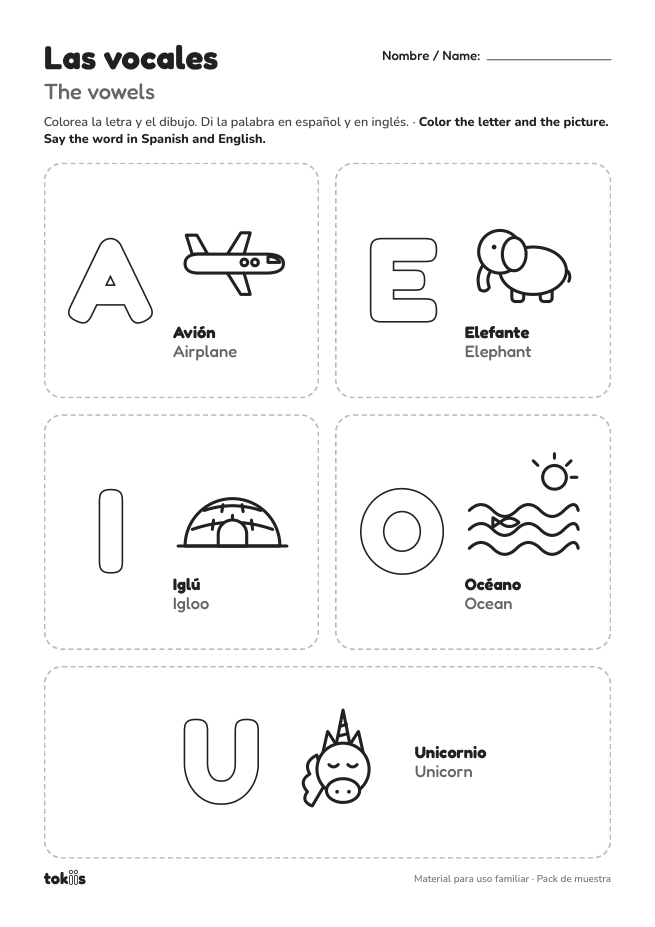 Las vocales
Nombre / Name:
The vowels
Colorea la letra y el dibujo. Di la palabra en español y en inglés. · Color the letter and the picture.
Say the word in Spanish and English.
A
Avión
Airplane
E
Elefante
Elephant
I
Iglú
Igloo
O
Océano
Ocean
U
Unicornio
Unicorn
tokiis
Material para uso familiar · Pack de muestra